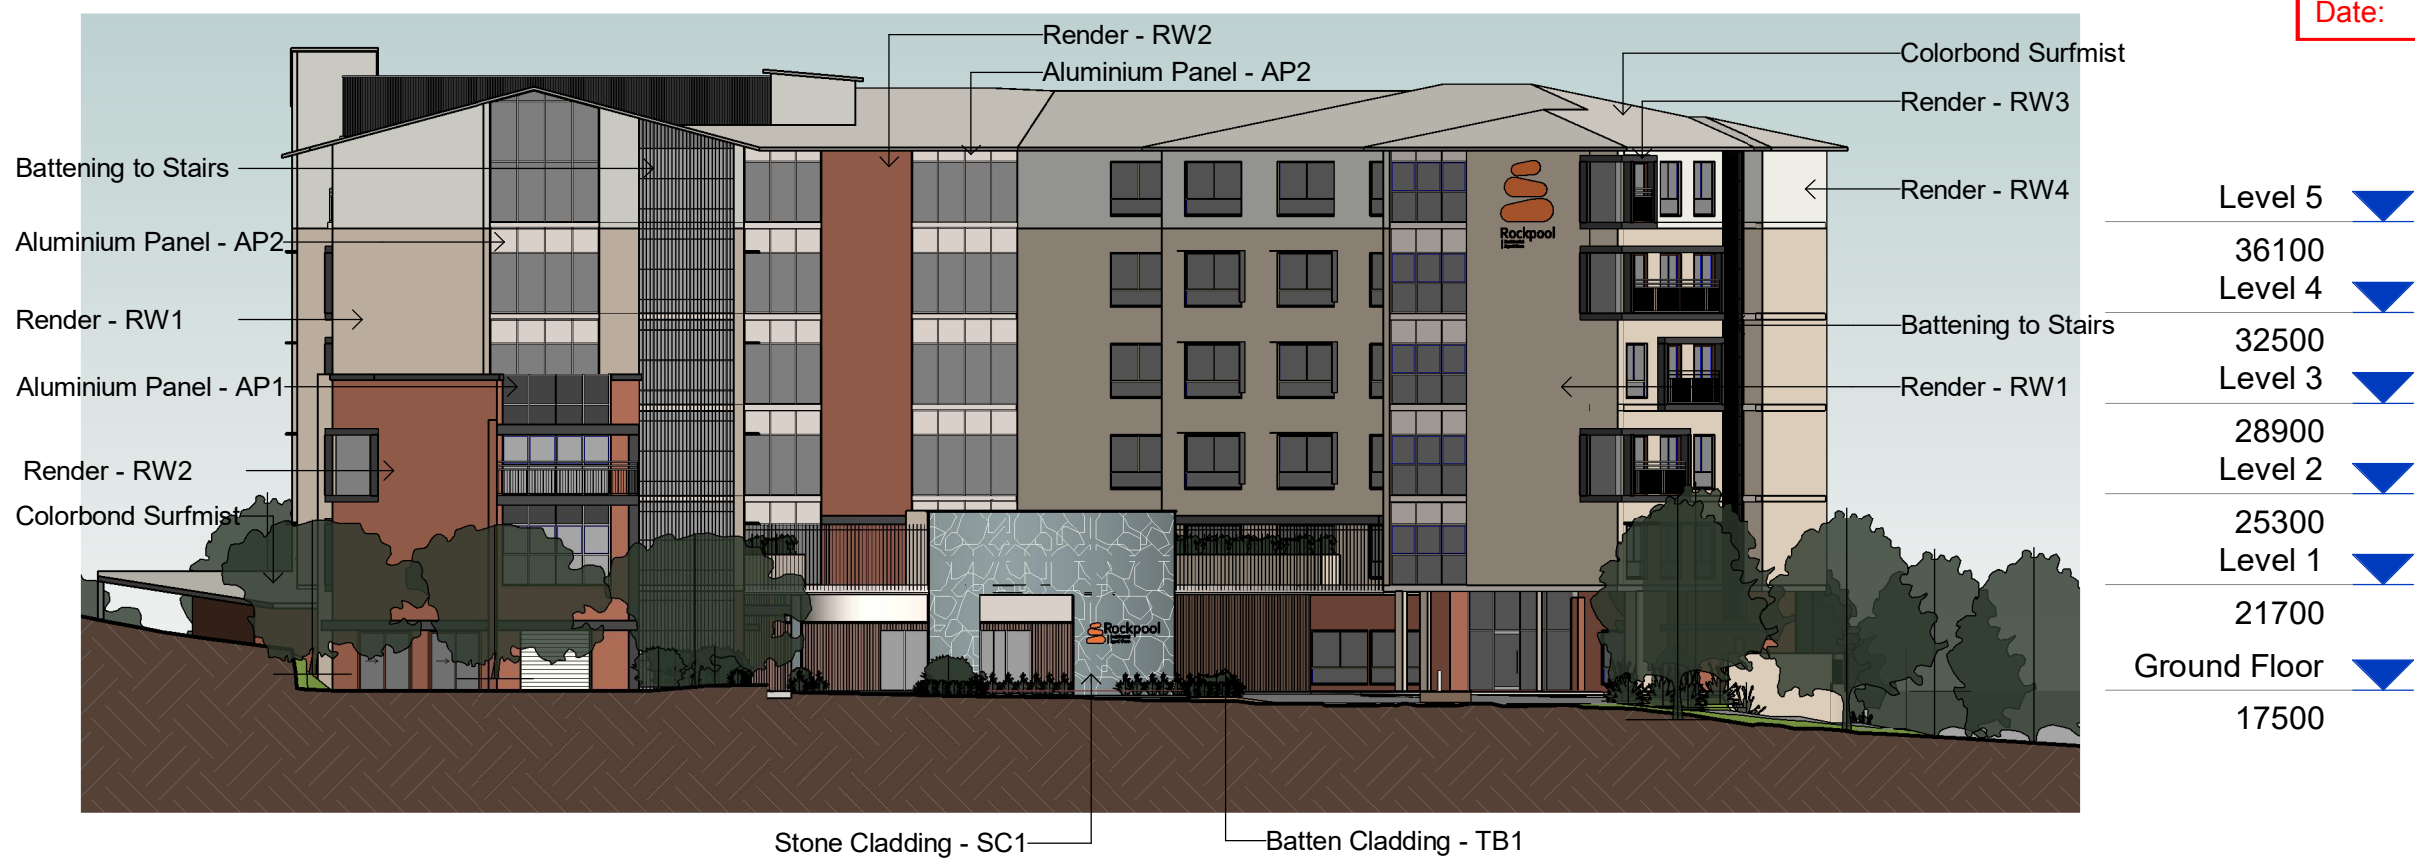 Date:
Render - RW2
Aluminium Panel - AP2
Colorbond Surfmist
Render - RW3
Battening to Stairs
Render - RW4
Aluminium Panel - AP2
Render - RW1
Battening to Stairs
Aluminium Panel - AP1
Render - RW1
Render - RW2
Colorbond Surfmist
Rockpool
Rockpool
Stone Cladding - SC1
Batten Cladding - TB1
Level 5
36100
Level 4
32500
Level 3
28900
Level 2
25300
Level 1
21700
Ground Floor
17500